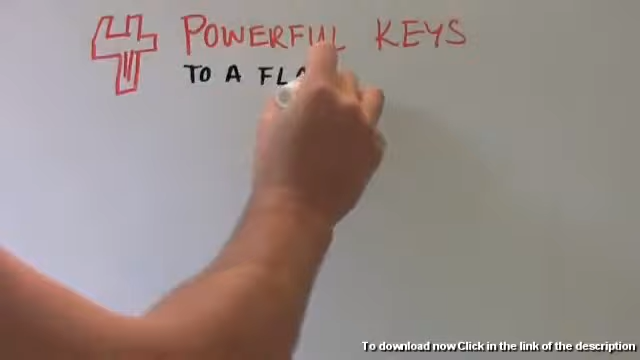 4 POWERFUL KEYS
TO A
To download now Click in the link of the description